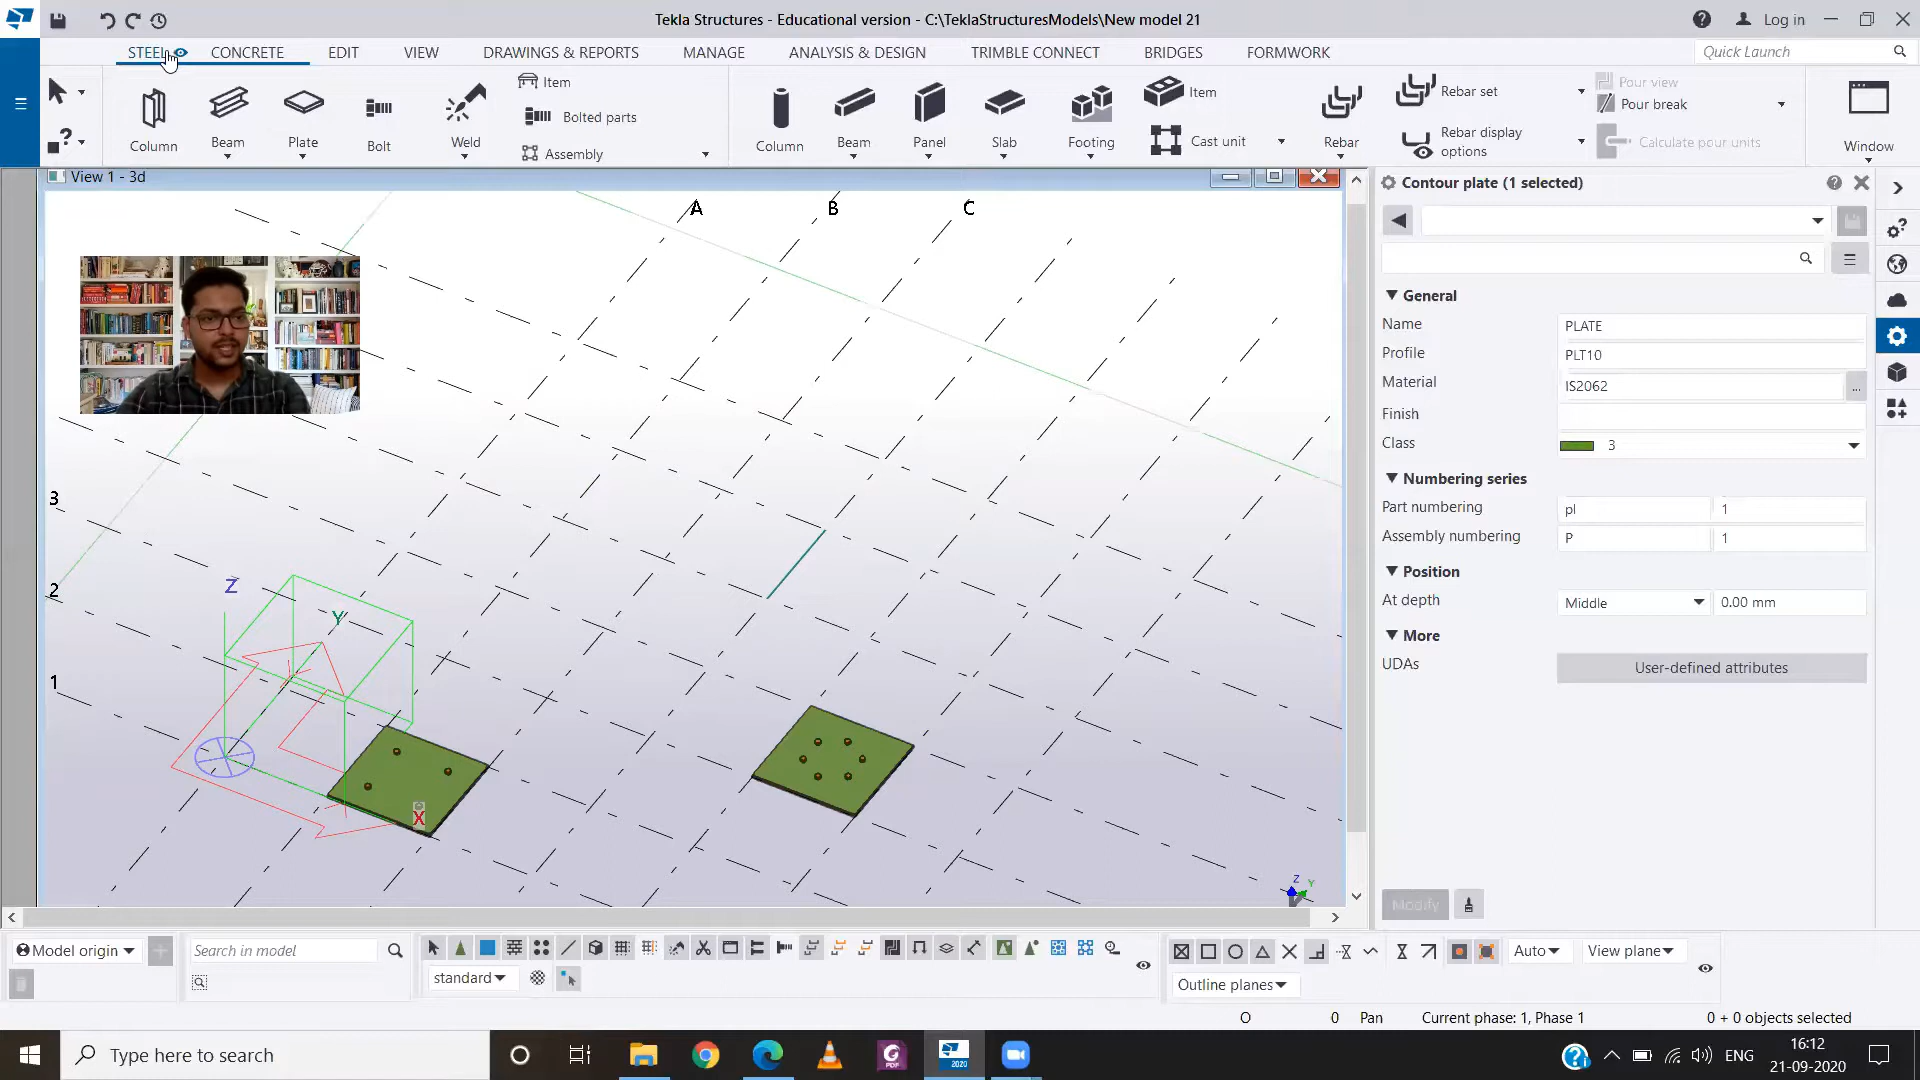 Tekla Structures - Educational version - C:\TeklaStructuresModels\New model 21
Log in
STEEL CONCRETE EDIT VIEW DRAWINGS & REPORTS MANAGE ANALYSIS & DESIGN TRIMBLE CONNECT BRIDGES FORMWORK
Quick Launch
Column Beam Plate Bolt Weld
Item
Bolted parts
Assembly
Column Beam Panel Slab Footing
Item
Cast unit
Rebar
Rebar set
Rebar display options
Pour view
Pour break
Calculate pour units
Window
View 1 - 3d
A B C
3
2
1
Z
Y
X
Z Y
Contour plate (1 selected)
General
Name PLATE
Profile PLT10
Material IS2062 ...
Finish
Class 3
Numbering series
Part numbering pl 1
Assembly numbering P 1
Position
At depth Middle 0.00 mm
More
UDAs User-defined attributes
Modify
Model origin
Search in model
standard
Auto
View plane
Outline planes
O 0 Pan Current phase: 1, Phase 1 0 + 0 objects selected
Type here to search
PDF
2020
ENG
16:12
21-09-2020